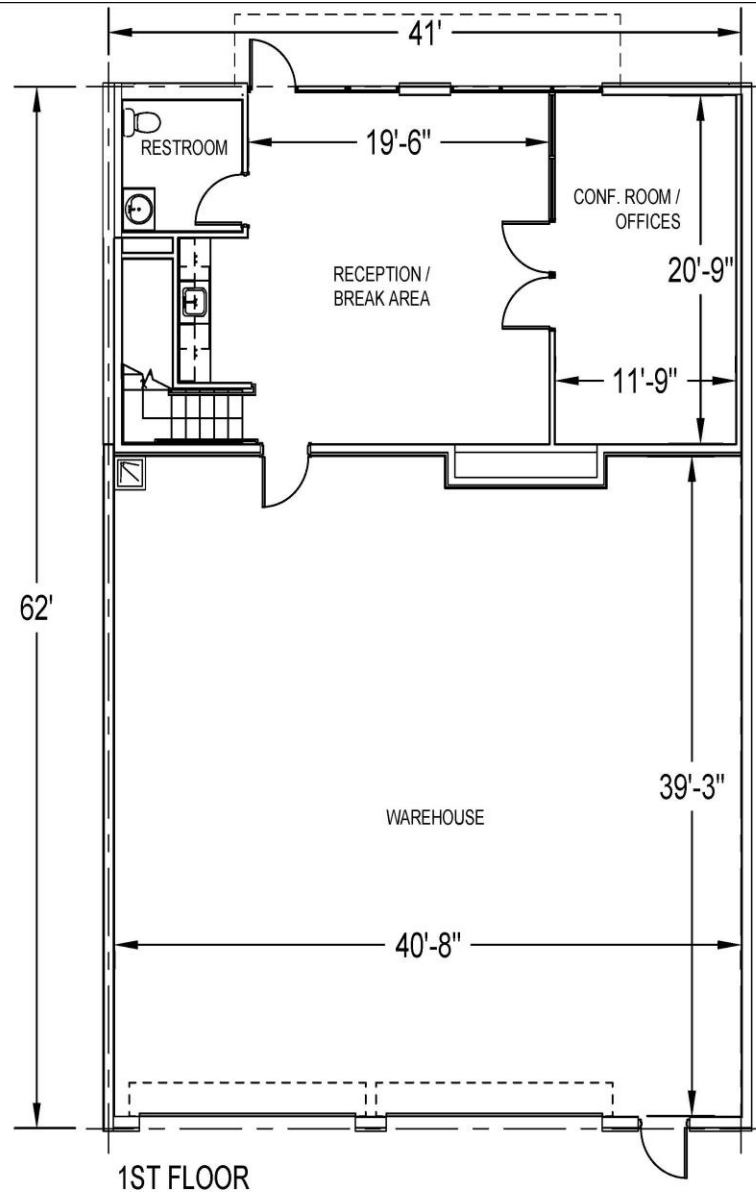 41'
RESTROOM
19'-6"
CONF. ROOM /
OFFICES
RECEPTION /
BREAK AREA
20'-9"
11'-9"
62'
39'-3"
WAREHOUSE
40'-8"
1ST FLOOR